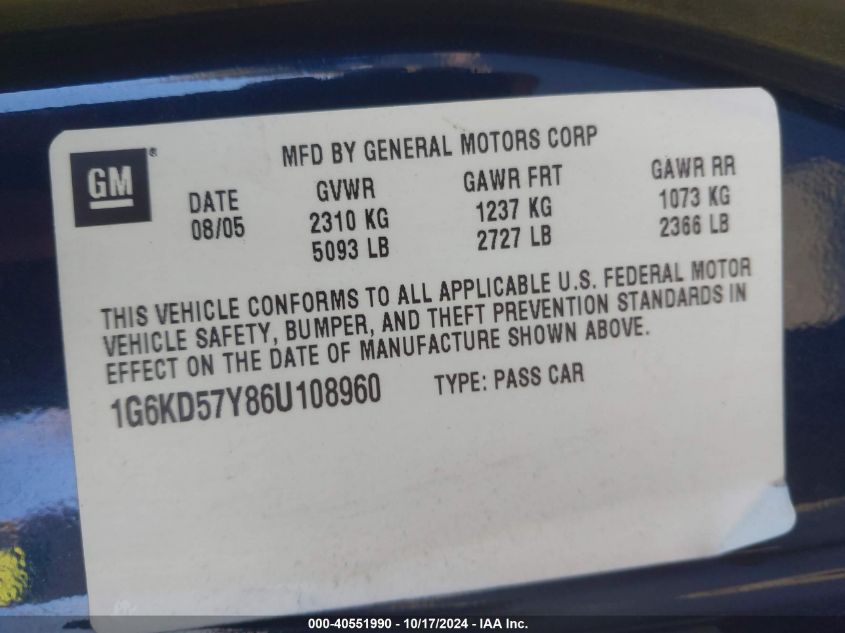 GM®
MFD BY GENERAL MOTORS CORP
DATE GVWR GAWR FRT GAWR RR
08/05 2310 KG 1237 KG 1073 KG
5093 LB 2727 LB 2366 LB
THIS VEHICLE CONFORMS TO ALL APPLICABLE U.S. FEDERAL MOTOR
VEHICLE SAFETY, BUMPER, AND THEFT PREVENTION STANDARDS IN
EFFECT ON THE DATE OF MANUFACTURE SHOWN ABOVE.
1G6KD57Y86U108960 TYPE: PASS CAR
000-40551990 - 10/17/2024 - IAA Inc.